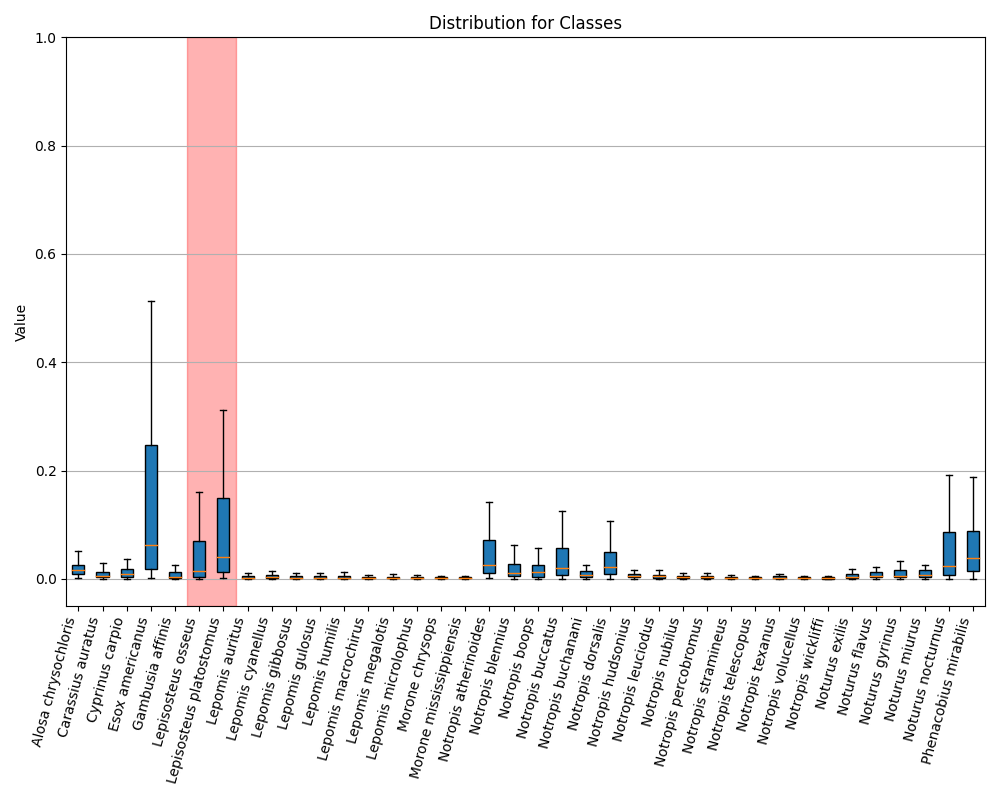 Distribution for Classes
1.0
0.8
0.6
0.4
0.2
0.0
Value
Alosa chrysochloris
Carassius auratus
Cyprinus carpio
Esox americanus
Gambusia affinis
Lepisosteus osseus
Lepisosteus platostomus
Lepomis auritus
Lepomis cyanellus
Lepomis gibbosus
Lepomis gulosus
Lepomis humilis
Lepomis macrochirus
Lepomis megalotis
Lepomis microlophus
Morone chrysops
Morone mississippiensis
Notropis atherinoides
Notropis blennius
Notropis boops
Notropis buccatus
Notropis buchanani
Notropis dorsalis
Notropis hudsonius
Notropis leuciodus
Notropis nubilus
Notropis percobromus
Notropis stramineus
Notropis telescopus
Notropis texanus
Notropis volucellus
Notropis wickliffi
Noturus exilis
Noturus flavus
Noturus gyrinus
Noturus miurus
Noturus nocturnus
Phenacobius mirabilis